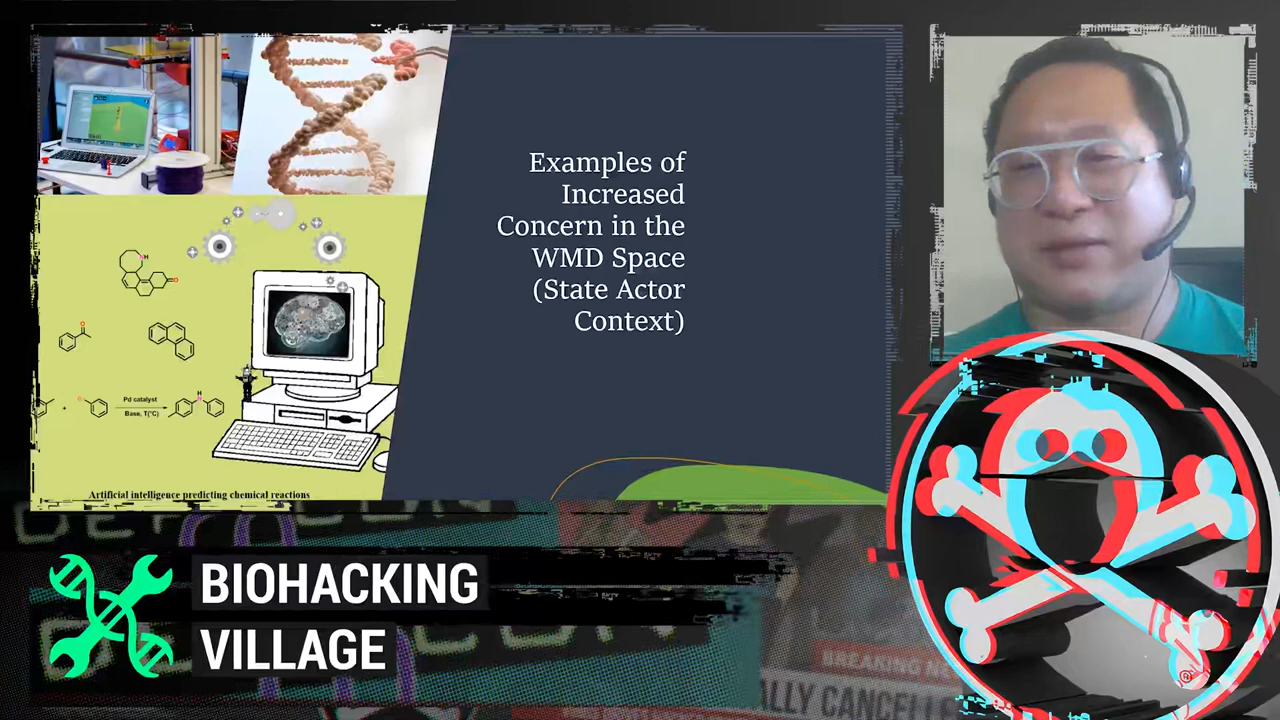 Examples of
Increased
Concern in the
WMD Space
(State Actor
Context)
H
O
O
O
H
+
Pd catalyst
Base, T(°C)
Artificial intelligence predicting chemical reactions
BIOHACKING
VILLAGE
BREAKING NE
ALLY CANCELLE